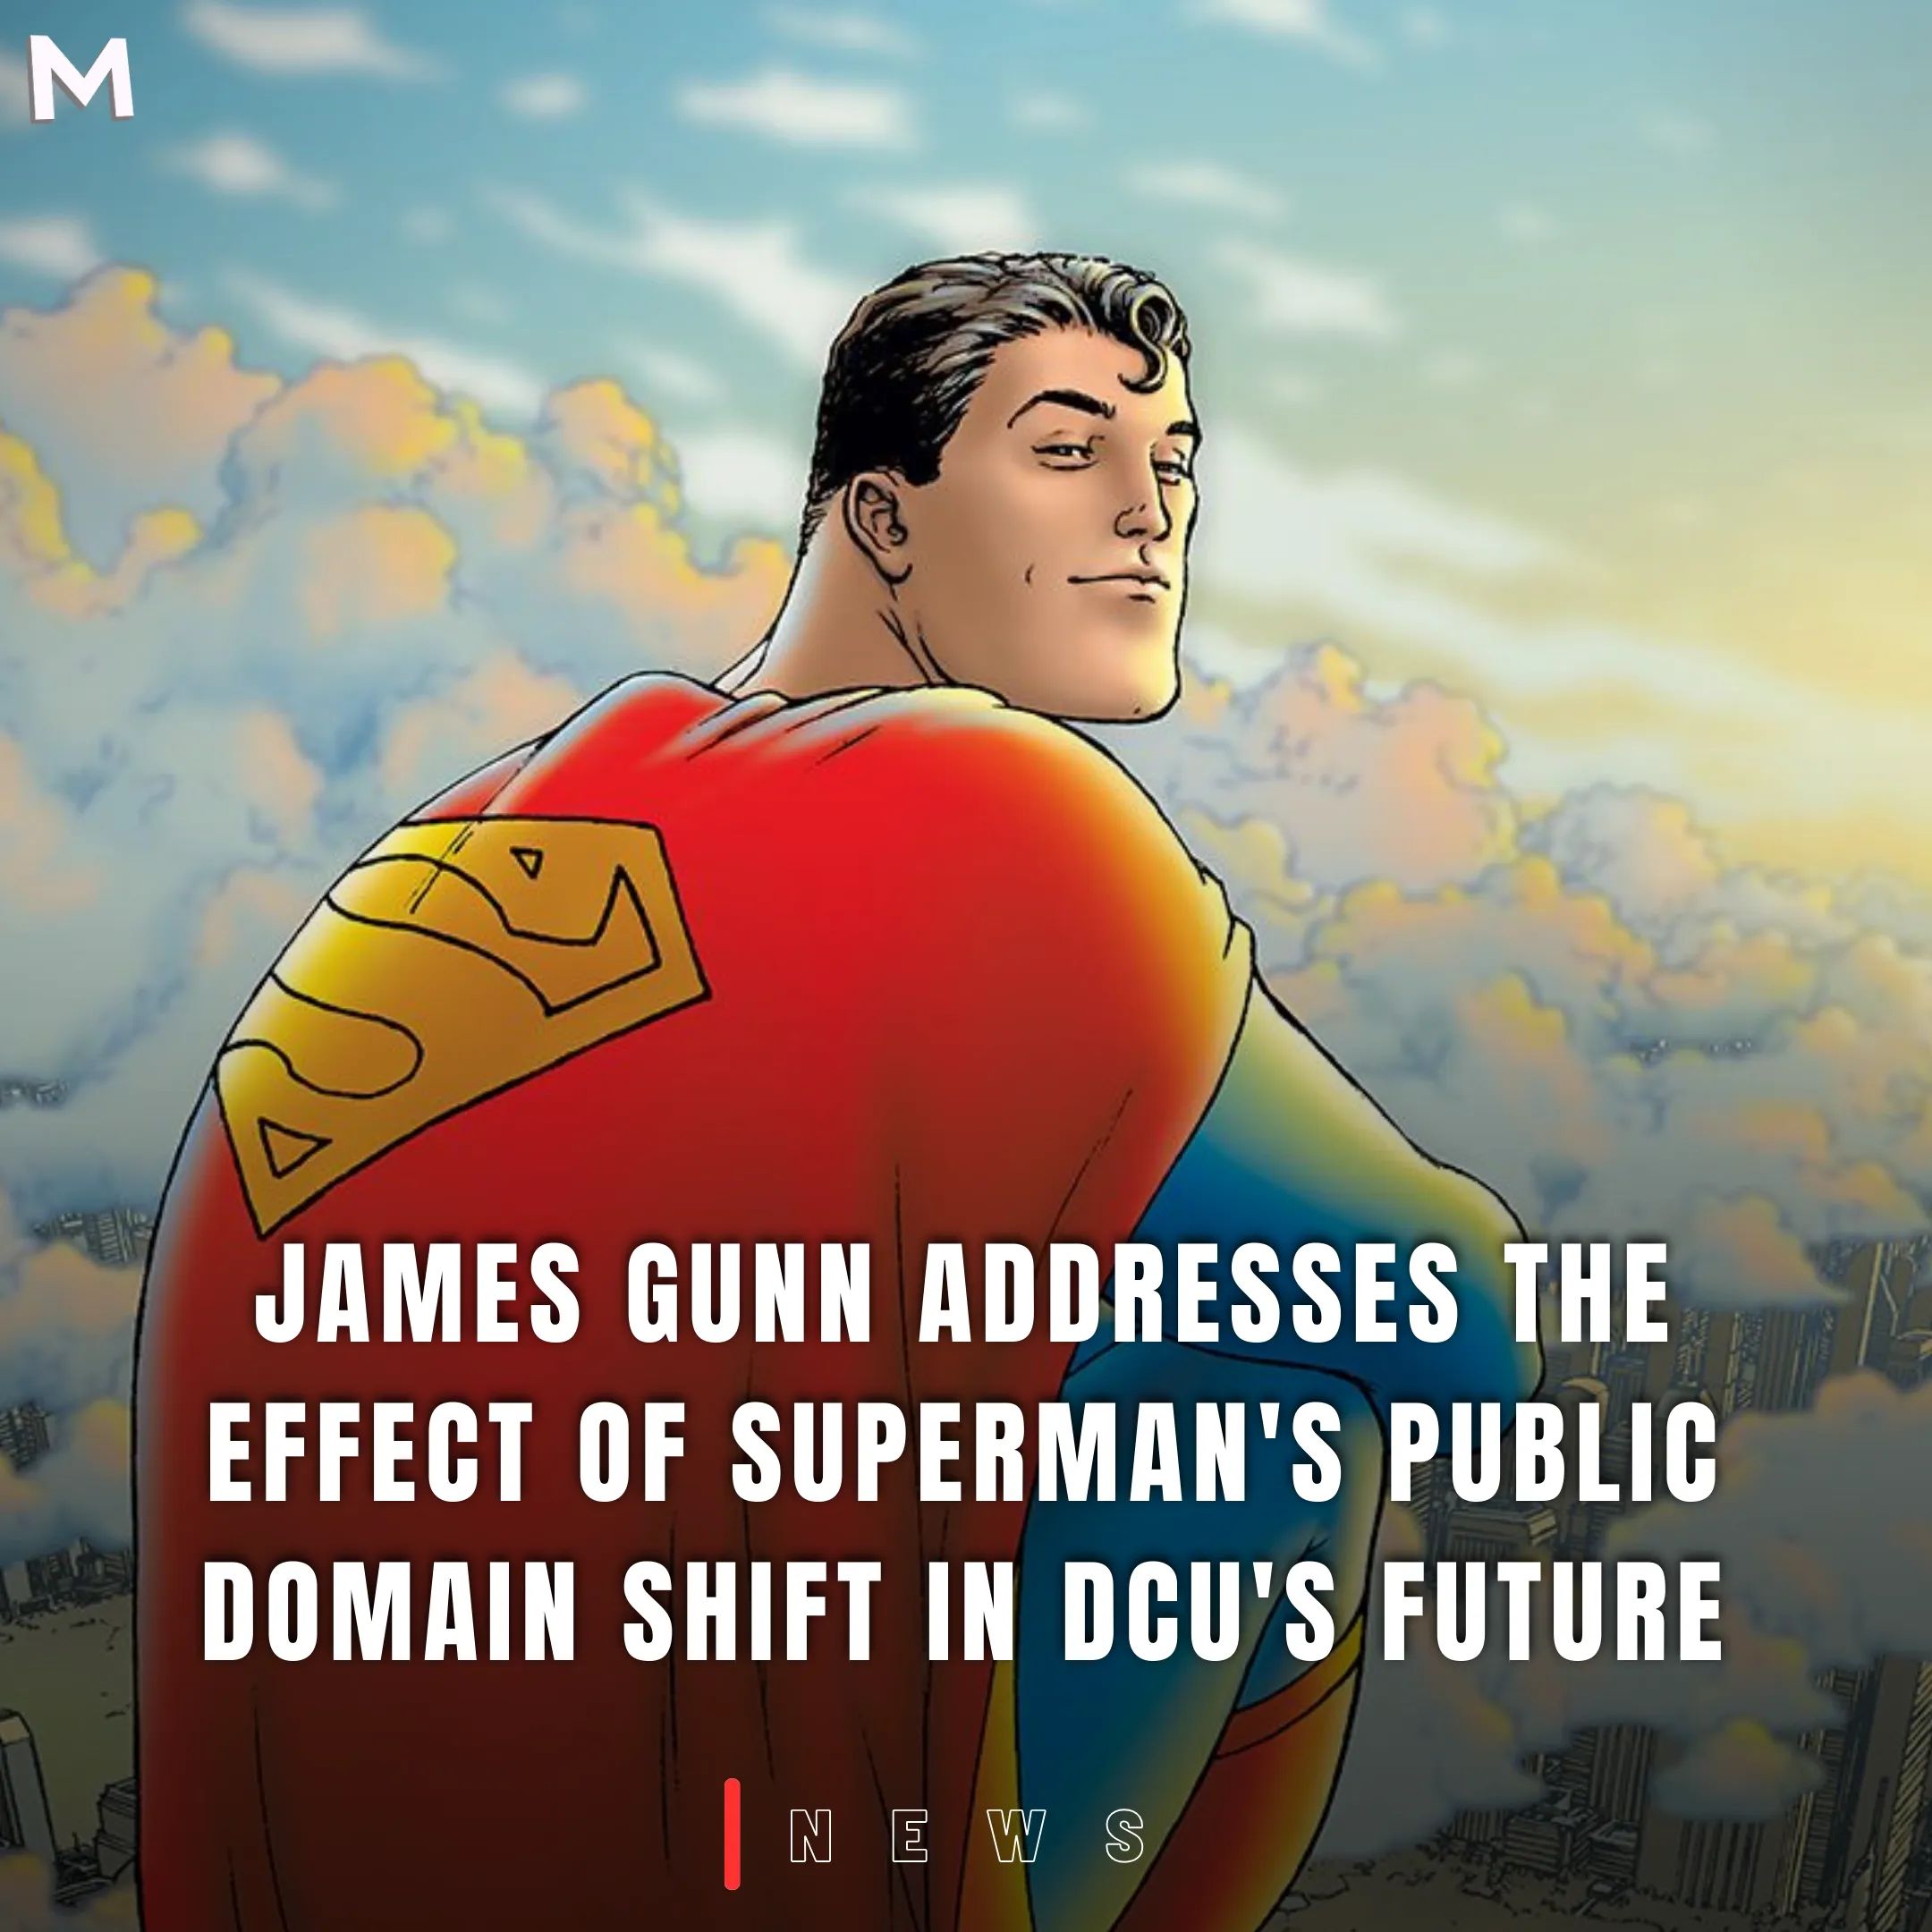 M
JAMES GUNN ADDRESSES THE
EFFECT OF SUPERMAN'S PUBLIC
DOMAIN SHIFT IN DCU'S FUTURE
NEWS